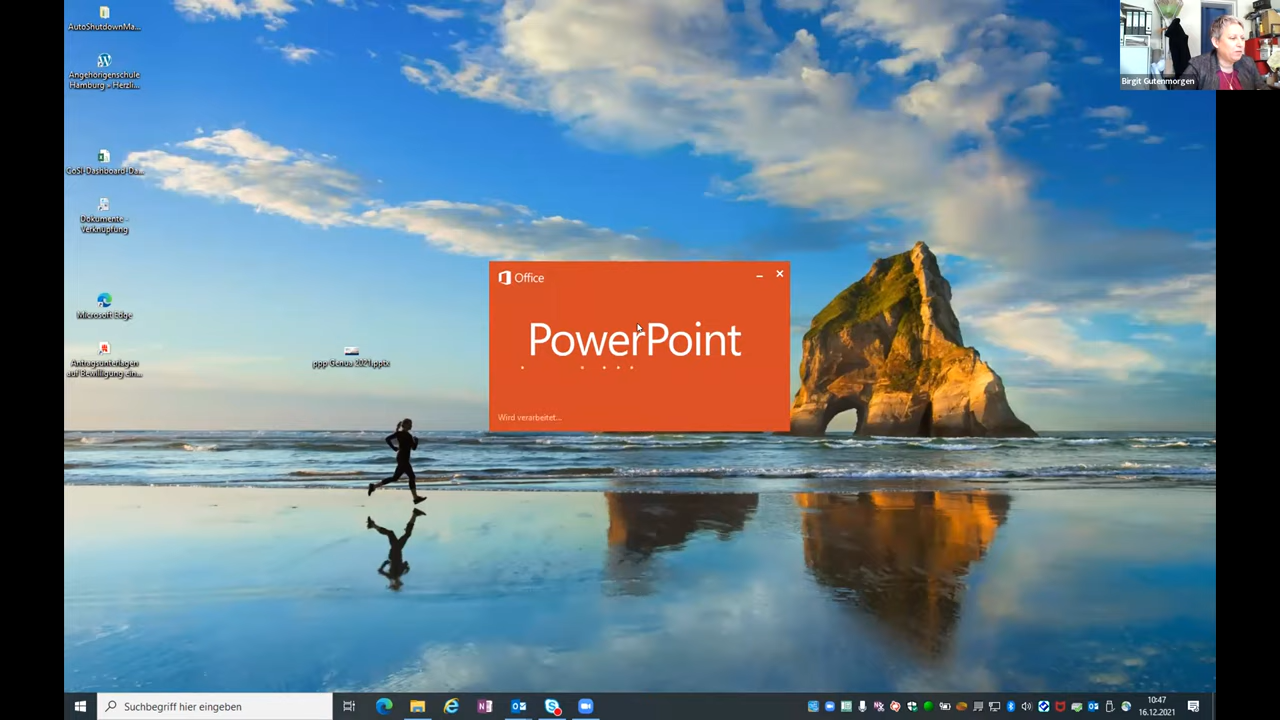 AutoShutdownMa...
Angehörigenschule
Hamburg - Herzli...
CoSI-Dashboard-Da...
Dokumente -
Verknüpfung
Microsoft Edge
Antragsunterlagen
auf Bewilligung ein...
ppp Genua 2021.pptx
Office
PowerPoint
Wird verarbeitet...
Birgit Gutenmorgen
Suchbegriff hier eingeben
10:47
16.12.2021